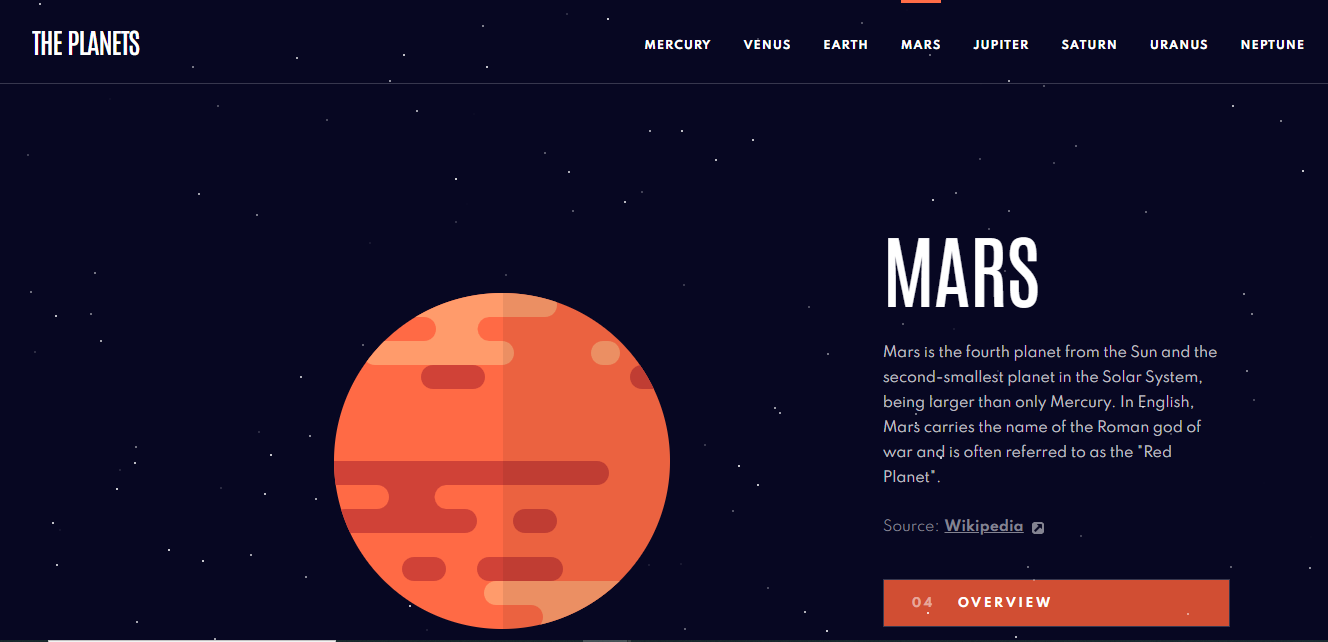 THE PLANETS
MERCURY VENUS EARTH MARS JUPITER SATURN URANUS NEPTUNE
MARS
Mars is the fourth planet from the Sun and the
second-smallest planet in the Solar System,
being larger than only Mercury. In English,
Mars carries the name of the Roman god of
war and is often referred to as the "Red
Planet".
Source: Wikipedia
04 OVERVIEW